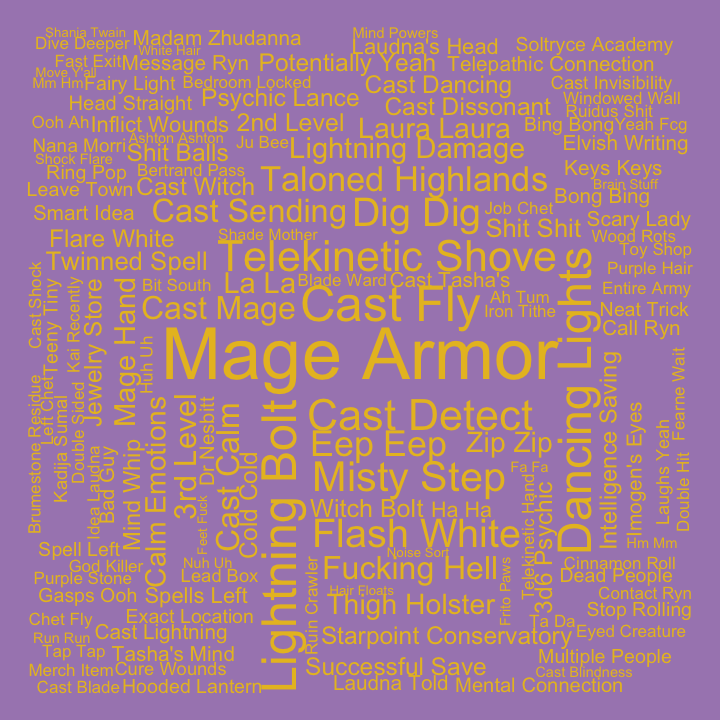 Shania Twain
Madam Zhudanna
Mind Powers
Dive Deeper
White Hair
Laudna's Head
Soltryce Academy
Fast Exit
Message Ryn
Potentially Yeah
Telepathic Connection
Move Y'all
Mm Hm
Fairy Light
Bedroom Locked
Cast Dancing
Cast Invisibility
Head Straight
Psychic Lance
Cast Dissonant
Windowed Wall
Ruidus Shit
Ooh Ah
Inflict Wounds
2nd Level
Laura Laura
Bing Bong
Yeah Fcg
Ashton Ashton
Nana Morri
Shit Balls
Ju Bee
Lightning Damage
Elvish Writing
Shock Flare
Ring Pop
Bertrand Pass
Keys Keys
Leave Town
Cast Witch
Taloned Highlands
Brain Stuff
Bong Bing
Smart Idea
Cast Sending
Dig Dig
Job Chet
Shit Shit
Scary Lady
Flare White
Shade Mother
Wood Rots
Toy Shop
Twinned Spell
Telekinetic Shove
Purple Hair
Bit South
La La
Blade Ward
Cast Tasha's
Entire Army
Cast Mage
Cast Fly
Ah Tum
Iron Tithe
Neat Trick
Call Ryn
Cast Shock
Teeny Tiny
Kai Recently
Jewelry Store
Mage Hand
Huh Uh
Mage Armor
Dancing Lights
Brumestone Residue
Left Chet
Kadija Sumal
Double Sided
Idea Laudna
Bad Guy
Mind Whip
Calm Emotions
3rd Level
Dr Nesbitt
Feet Fuck
Cast Calm
Cold Cold
Lightning Bolt
Cast Detect
Eep Eep
Zip Zip
Misty Step
Fa Fa
Witch Bolt
Ha Ha
Flash White
Noise Sort
Fucking Hell
Hair Floats
Ruin Crawler
Thigh Holster
Frito Paws
Telekinetic Hand
3d6 Psychic
Intelligence Saving
Imogen's Eyes
Laughs Yeah
Fearne Wait
Double Hit
Hm Mm
Spell Left
God Killer
Nuh Uh
Cinnamon Roll
Purple Stone
Lead Box
Dead People
Gasps Ooh
Spells Left
Contact Ryn
Stop Rolling
Chet Fly
Exact Location
Ta Da
Run Run
Cast Lightning
Starpoint Conservatory
Eyed Creature
Tap Tap
Tasha's Mind
Multiple People
Merch Item
Cure Wounds
Successful Save
Cast Blindness
Cast Blade
Hooded Lantern
Laudna Told
Mental Connection